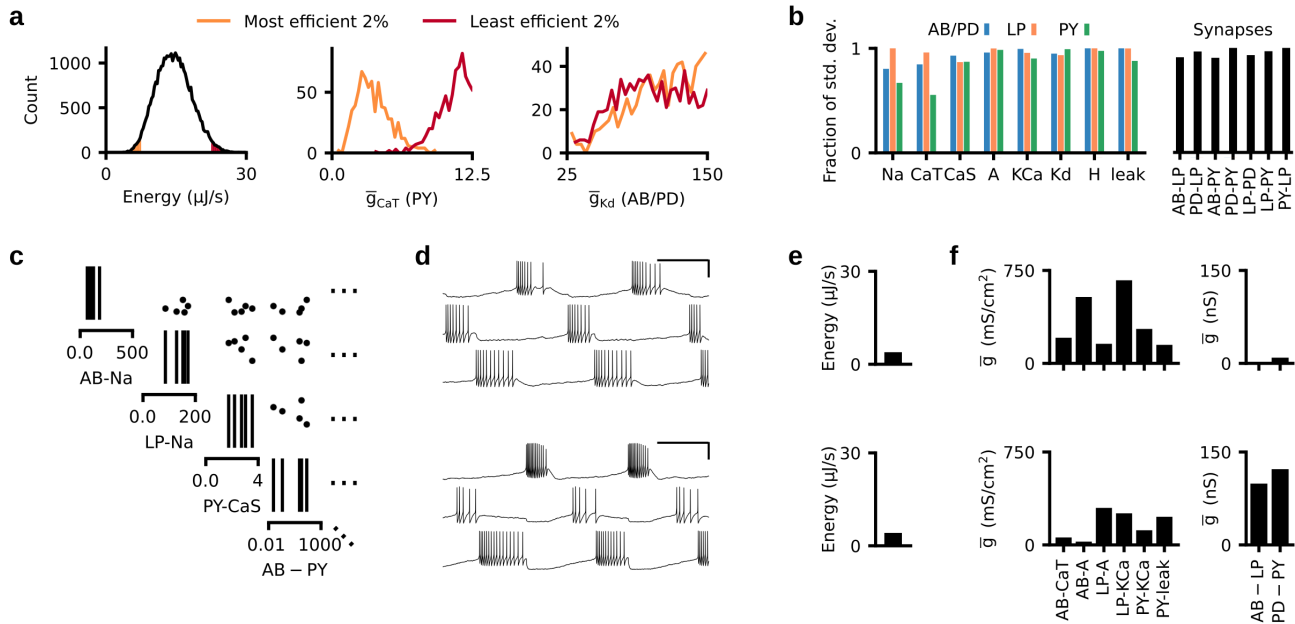 a
Most efficient 2%
Least efficient 2%
Count
1000
500
0
0
30
Energy (µJ/s)
50
0
0.0
12.5
g̅CaT (PY)
40
20
0
25
150
g̅Kd (AB/PD)
b
AB/PD
LP
PY
Synapses
Fraction of std. dev.
1
0
Na CaT CaS A KCa Kd H leak
AB-LP
PD-LP
AB-PY
PD-PY
LP-PD
LP-PY
PY-LP
c
0.0 500
AB-Na
0.0 200
LP-Na
0.0 4
PY-CaS
0.01 1000
AB – PY
d
e
Energy (µJ/s)
30
0
Energy (µJ/s)
30
0
f
g̅ (mS/cm²)
750
0
g̅ (nS)
150
0
g̅ (mS/cm²)
750
0
AB-CaT
AB-A
LP-A
LP-KCa
PY-KCa
PY-leak
g̅ (nS)
150
0
AB – LP
PD – PY